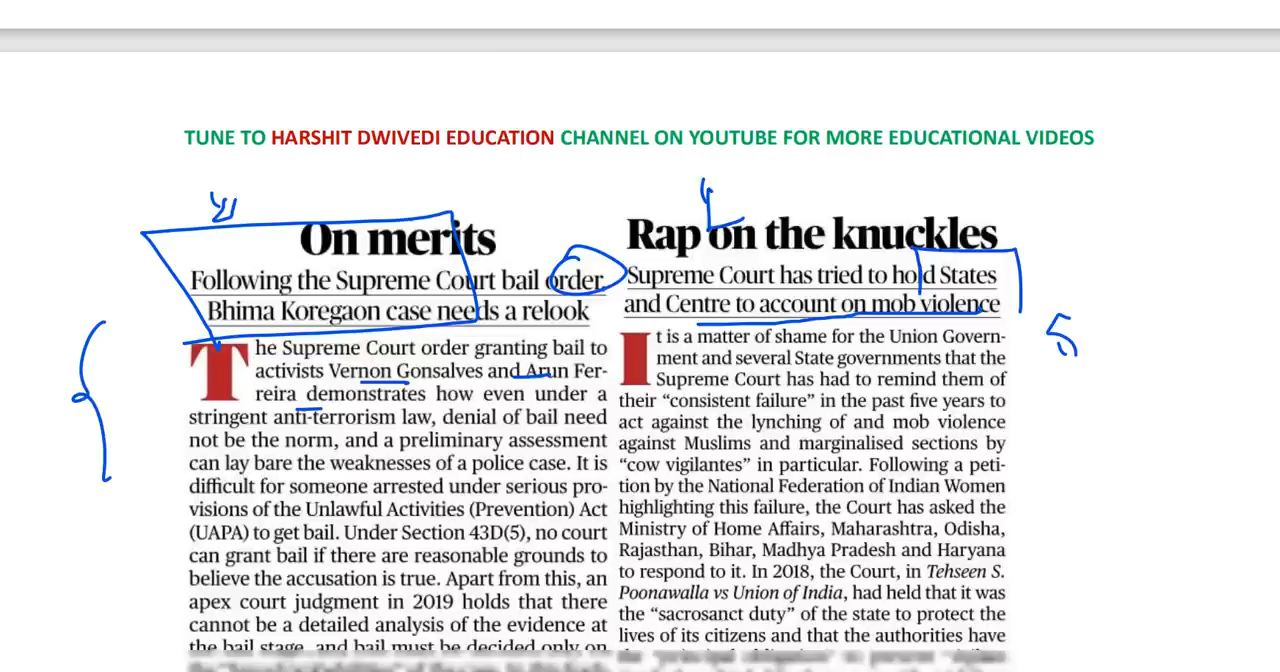 TUNE TO HARSHIT DWIVEDI EDUCATION CHANNEL ON YOUTUBE FOR MORE EDUCATIONAL VIDEOS
On merits
Following the Supreme Court bail order,
Bhima Koregaon case needs a relook
The Supreme Court order granting bail to
activists Vernon Gonsalves and Arun Fer-
reira demonstrates how even under a
stringent anti-terrorism law, denial of bail need
not be the norm, and a preliminary assessment
can lay bare the weaknesses of a police case. It is
difficult for someone arrested under serious pro-
visions of the Unlawful Activities (Prevention) Act
(UAPA) to get bail. Under Section 43D(5), no court
can grant bail if there are reasonable grounds to
believe the accusation is true. Apart from this, an
apex court judgment in 2019 holds that there
cannot be a detailed analysis of the evidence at
the bail stage, and bail must be decided only on
Rap on the knuckles
Supreme Court has tried to hold States
and Centre to account on mob violence
It is a matter of shame for the Union Govern-
ment and several State governments that the
Supreme Court has had to remind them of
their “consistent failure” in the past five years to
act against the lynching of and mob violence
against Muslims and marginalised sections by
“cow vigilantes” in particular. Following a peti-
tion by the National Federation of Indian Women
highlighting this failure, the Court has asked the
Ministry of Home Affairs, Maharashtra, Odisha,
Rajasthan, Bihar, Madhya Pradesh and Haryana
to respond to it. In 2018, the Court, in Tehseen S.
Poonawalla vs Union of India, had held that it was
the “sacrosanct duty” of the state to protect the
lives of its citizens and that the authorities have